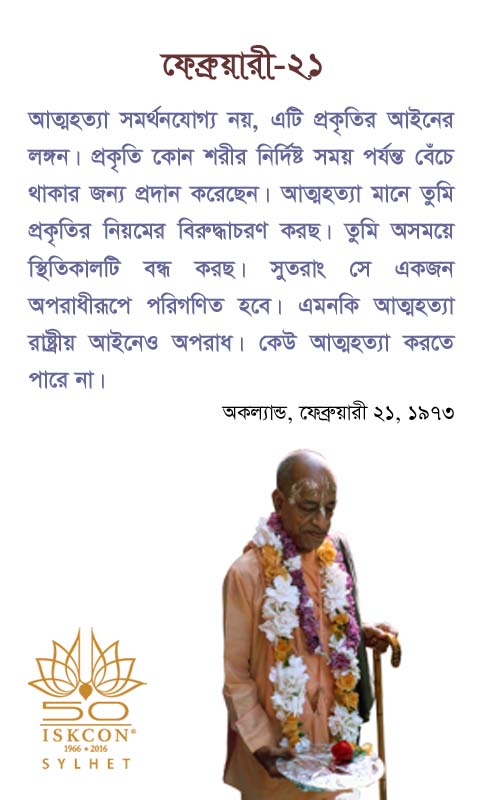 ফেব্রুয়ারী-২১
আত্মহত্যা সমর্থনযোগ্য নয়, এটি প্রকৃতির আইনের
লঙ্গন। প্রকৃতি কোন শরীর নির্দিষ্ট সময় পর্যন্ত বেঁচে
থাকার জন্য প্রদান করেছেন। আত্মহত্যা মানে তুমি
প্রকৃতির নিয়মের বিরুদ্ধাচরণ করছ। তুমি অসময়ে
স্থিতিকালটি বন্ধ করছ। সুতরাং সে একজন
অপরাধীরূপে পরিগণিত হবে। এমনকি আত্মহত্যা
রাষ্ট্রীয় আইনেও অপরাধ। কেউ আত্মহত্যা করতে
পারে না।
অকল্যান্ড, ফেব্রুয়ারী ২১, ১৯৭৩
50
ISKCON®
1966 • 2016
SYLHET